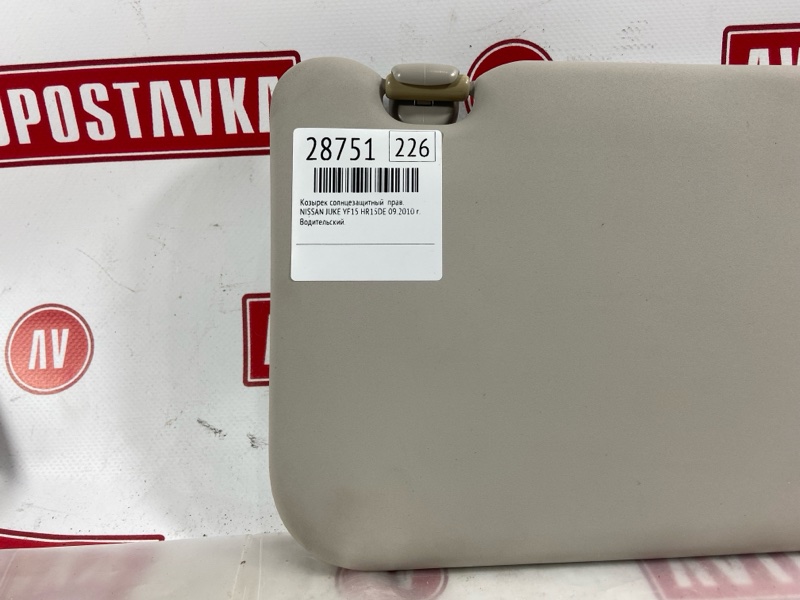 UPOSTAVKA
AV
28751 226
Козырек солнцезащитный прав.
NISSAN JUKE YF15 HR15DE 09.2010 г.
Водительский.
AV